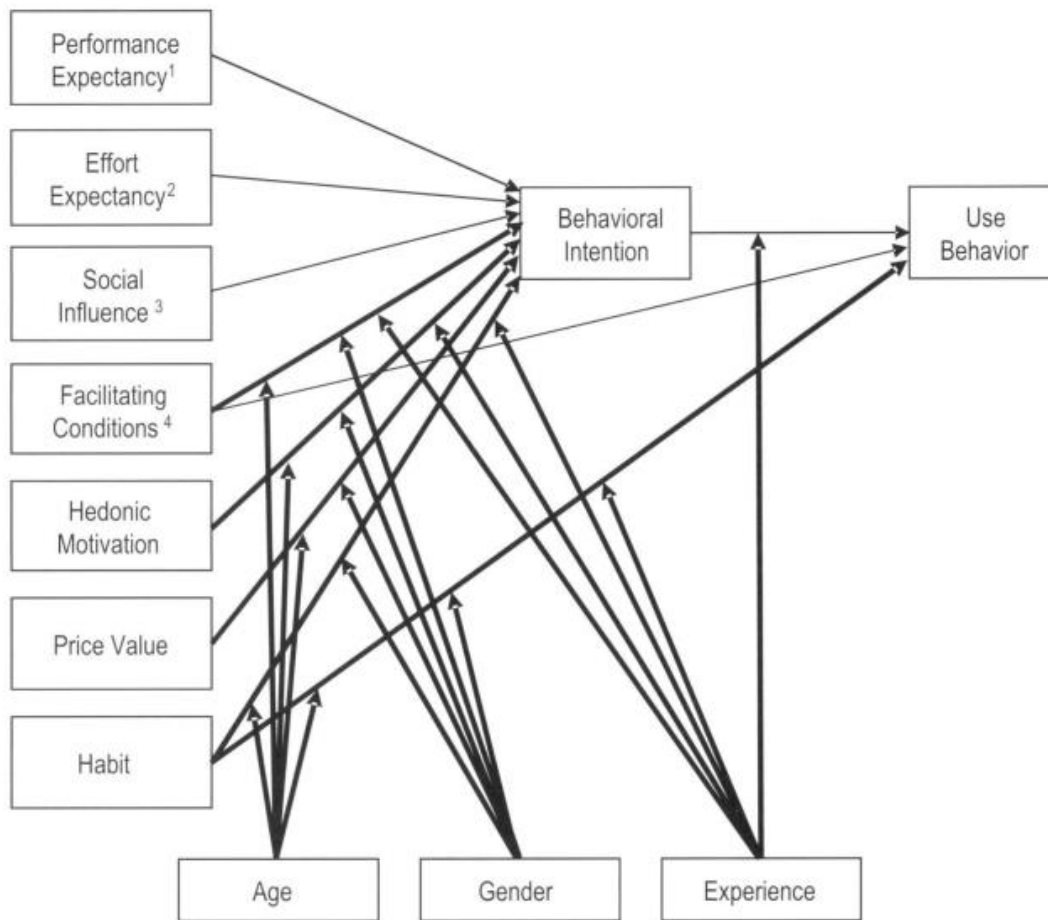 Performance
Expectancy¹
Effort
Expectancy²
Social
Influence ³
Facilitating
Conditions ⁴
Hedonic
Motivation
Price Value
Habit
Behavioral
Intention
Use
Behavior
Age
Gender
Experience